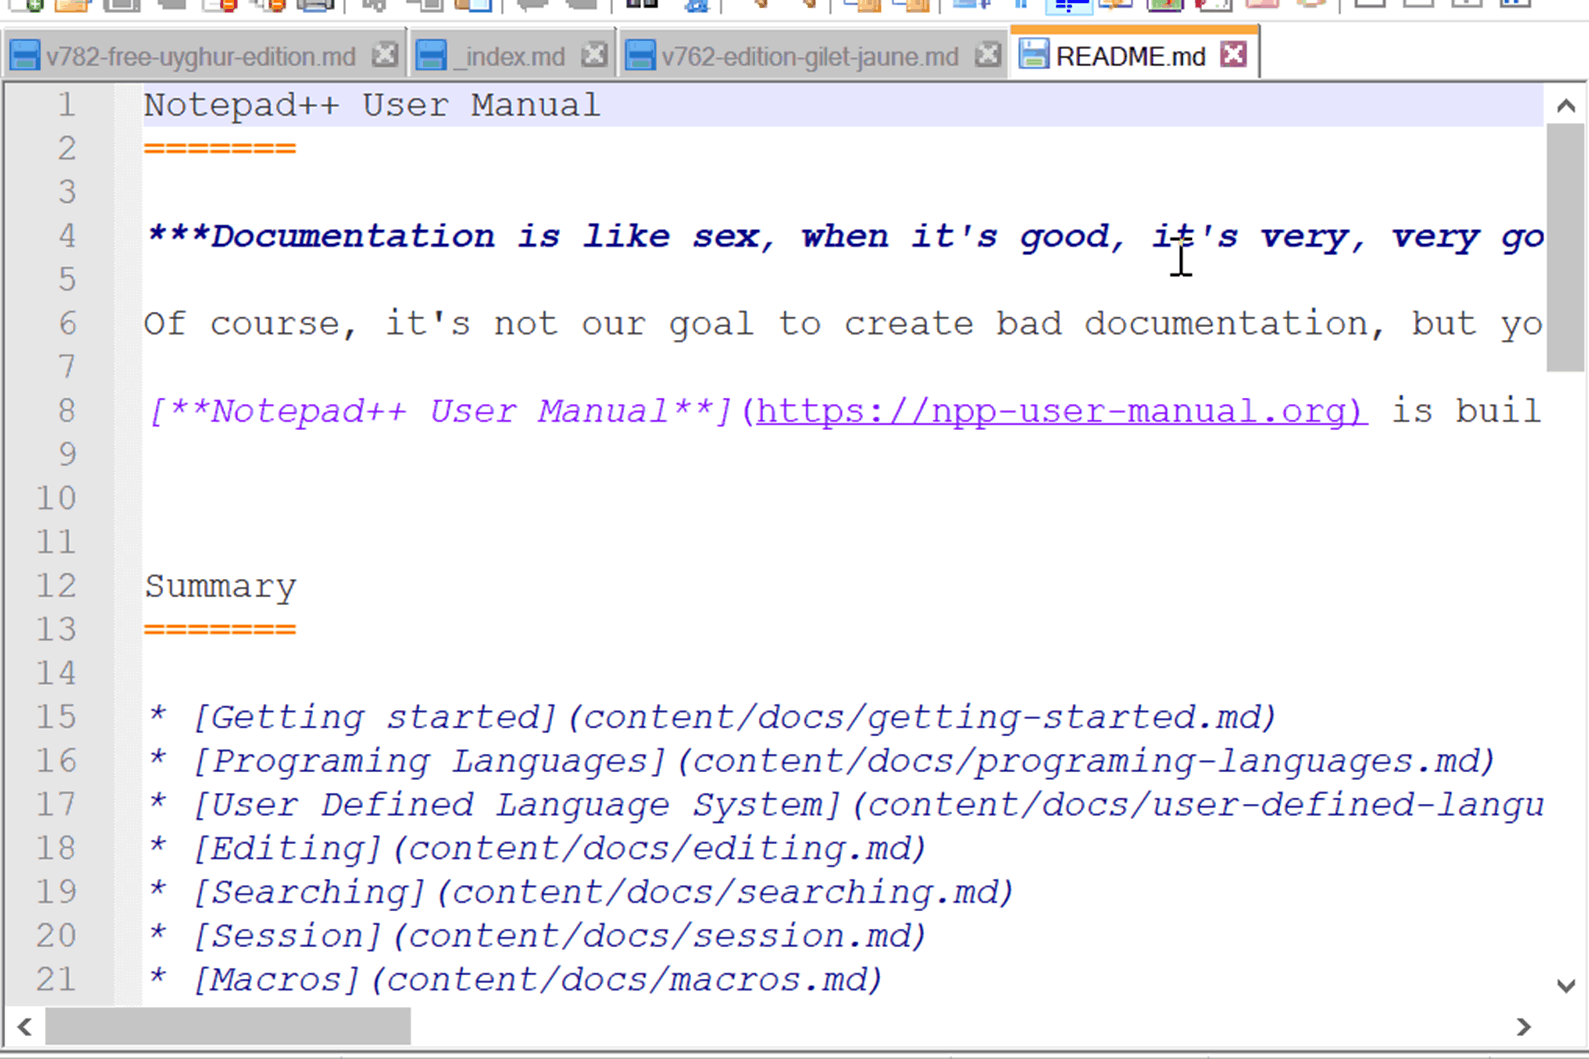 v782-free-uyghur-edition.md _index.md v762-edition-gilet-jaune.md README.md
1 Notepad++ User Manual
2 =======
3
4 ***Documentation is like sex, when it's good, it's very, very go
5
6 Of course, it's not our goal to create bad documentation, but yo
7
8 [**Notepad++ User Manual**](https://npp-user-manual.org) is buil
9
10
11
12 Summary
13 =======
14
15 * [Getting started](content/docs/getting-started.md)
16 * [Programing Languages](content/docs/programing-languages.md)
17 * [User Defined Language System](content/docs/user-defined-langu
18 * [Editing](content/docs/editing.md)
19 * [Searching](content/docs/searching.md)
20 * [Session](content/docs/session.md)
21 * [Macros](content/docs/macros.md)